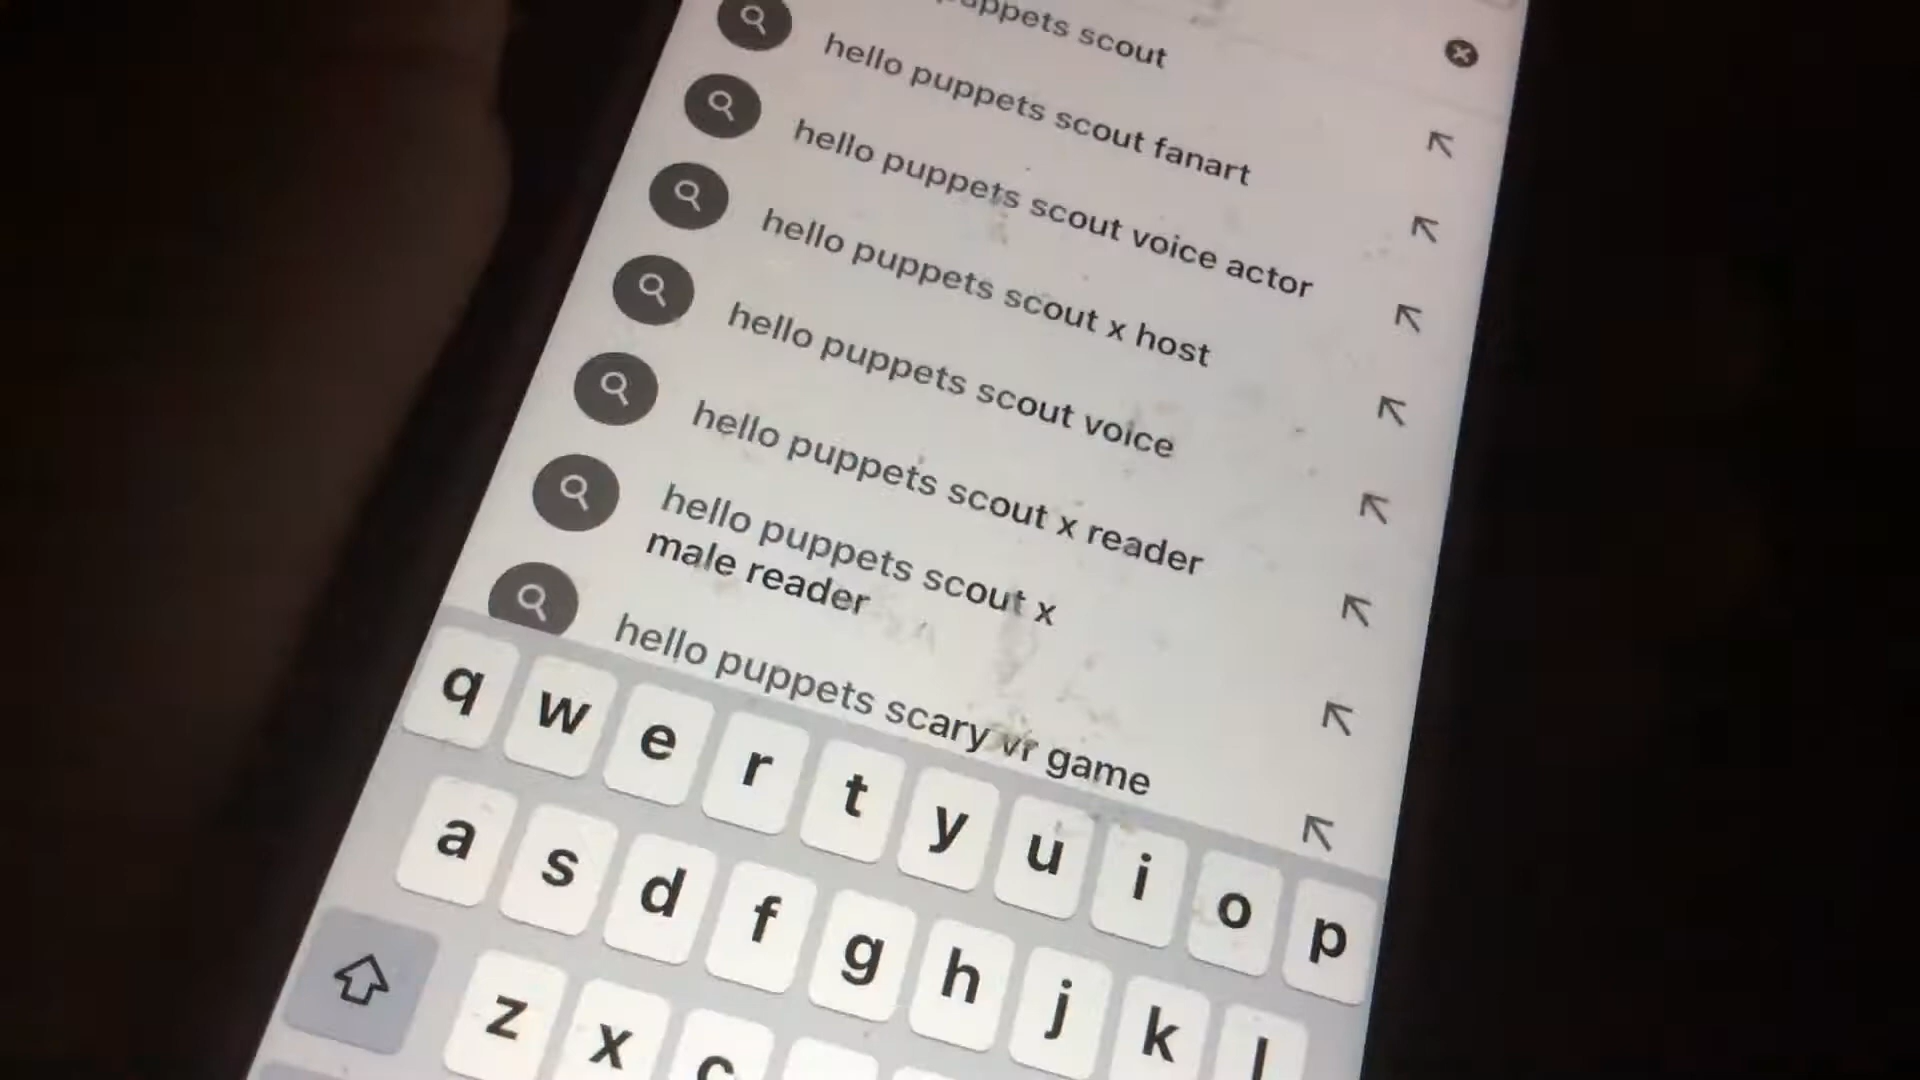 puppets scout
hello puppets scout fanart
hello puppets scout voice actor
hello puppets scout x host
hello puppets scout voice
hello puppets scout x reader
hello puppets scout x
male reader
hello puppets scary vr game
q w e r t y u i o p
a s d f g h j k l
z x c